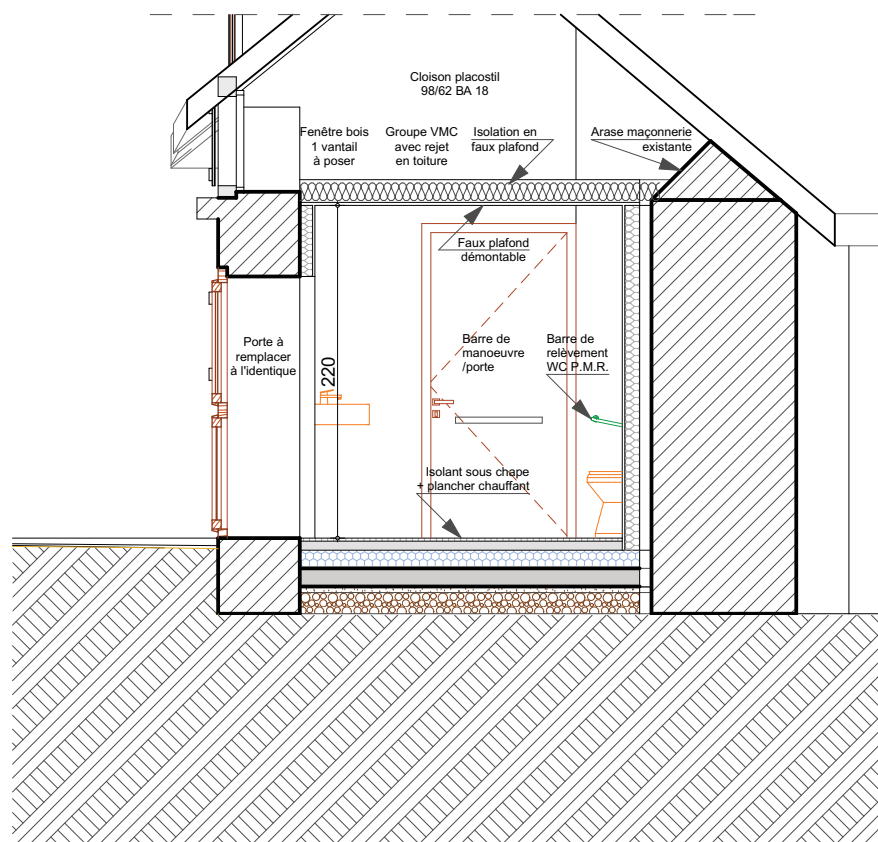 Cloison placostil
98/62 BA 18
Fenêtre bois
1 vantail
à poser
Groupe VMC
avec rejet
en toiture
Isolation en
faux plafond
Arase maçonnerie
existante
Faux plafond
démontable
Porte à
remplacer
à l'identique
220
Barre de
manoeuvre
/porte
Barre de
relèvement
WC P.M.R.
Isolant sous chape
+ plancher chauffant